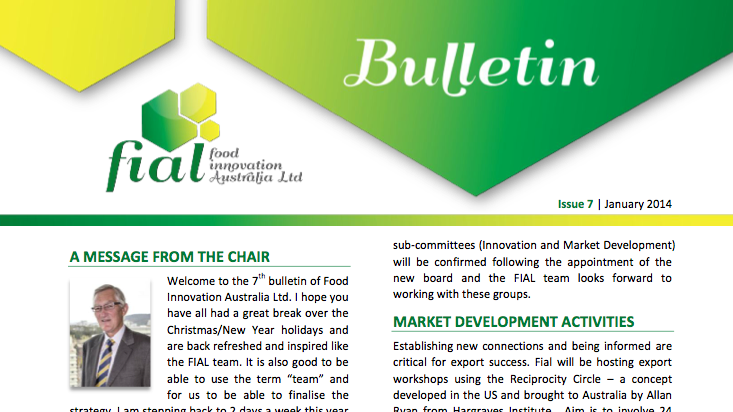 Bulletin
fial food
innovation
Australia Ltd
Issue 7 | January 2014
A MESSAGE FROM THE CHAIR
Welcome to the 7th bulletin of Food
Innovation Australia Ltd. I hope you
have all had a great break over the
Christmas/New Year holidays and
are back refreshed and inspired like
the FIAL team. It is also good to be
able to use the term “team” and
for us to be able to finalise the
strategy. I am stepping back to 2 days a week this year
sub-committees (Innovation and Market Development)
will be confirmed following the appointment of the
new board and the FIAL team looks forward to
working with these groups.
MARKET DEVELOPMENT ACTIVITIES
Establishing new connections and being informed are
critical for export success. Fial will be hosting export
workshops using the Reciprocity Circle – a concept
developed in the US and brought to Australia by Allan
Ryan from Hargraves Institute. Aim is to involve 24